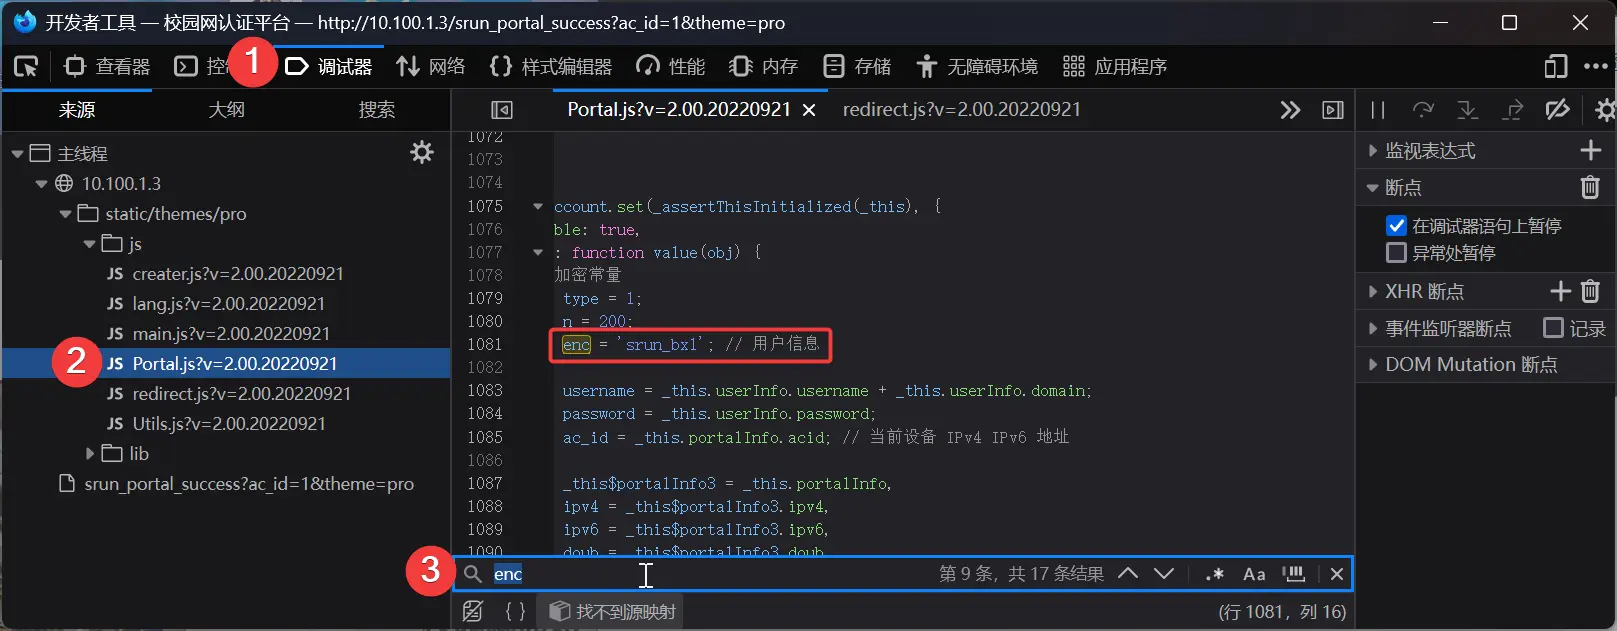 开发者工具 — 校园网认证平台 — http://10.100.1.3/srun_portal_success?ac_id=1&theme=pro
查看器 控 1 调试器 网络 样式编辑器 性能 内存 存储 无障碍环境 应用程序
来源 大纲 搜索
Portal.js?v=2.00.20220921 redirect.js?v=2.00.20220921
主线程
10.100.1.3
static/themes/pro
js
JS creater.js?v=2.00.20220921
JS lang.js?v=2.00.20220921
JS main.js?v=2.00.20220921
2 JS Portal.js?v=2.00.20220921
JS redirect.js?v=2.00.20220921
JS Utils.js?v=2.00.20220921
lib
srun_portal_success?ac_id=1&theme=pro
1072
1073
1074
1075 ccount.set(_assertThisInitialized(_this), {
1076 ble: true,
1077 : function value(obj) {
1078 加密常量
1079 type = 1;
1080 n = 200;
1081 enc = 'srun_bx1'; // 用户信息
1082
1083 username = _this.userInfo.username + _this.userInfo.domain;
1084 password = _this.userInfo.password;
1085 ac_id = _this.portalInfo.acid; // 当前设备 IPv4 IPv6 地址
1086
1087 _this$portalInfo3 = _this.portalInfo,
1088 ipv4 = _this$portalInfo3.ipv4,
1089 ipv6 = _this$portalInfo3.ipv6,
1090 doub = _this$portalInfo3.doub
3 enc 第 9 条，共 17 条结果 .* Aa
{ } 找不到源映射 (行 1081，列 16)
监视表达式
断点
在调试器语句上暂停
异常处暂停
XHR 断点
事件监听器断点 记录
DOM Mutation 断点